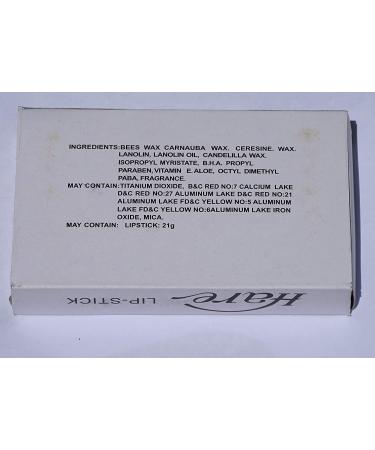 INGREDIENTS:BEES WAX CARNAUBA WAX. CERESINE. WAX.
LANOLIN, LANOLIN OIL, CANDELILLA WAX.
ISOPROPYL MYRISTATE, B.H.A. PROPYL
PARABEN,VITAMIN E.ALOE, OCTYL DIMETHYL
PABA, FRAGRANCE.
MAY CONTAIN:TITANIUM DIOXIDE, B&C RED NO:7 CALCIUM LAKE
D&C RED NO:27 ALUMINUM LAKE D&C RED NO:21
ALUMINUM LAKE FD&C YELLOW NO:5 ALUMINUM
LAKE FD&C YELLOW NO:6ALUMINUM LAKE IRON
OXIDE, MICA.
MAY CONTAIN: LIPSTICK: 21g
Hare
LIP-STICK